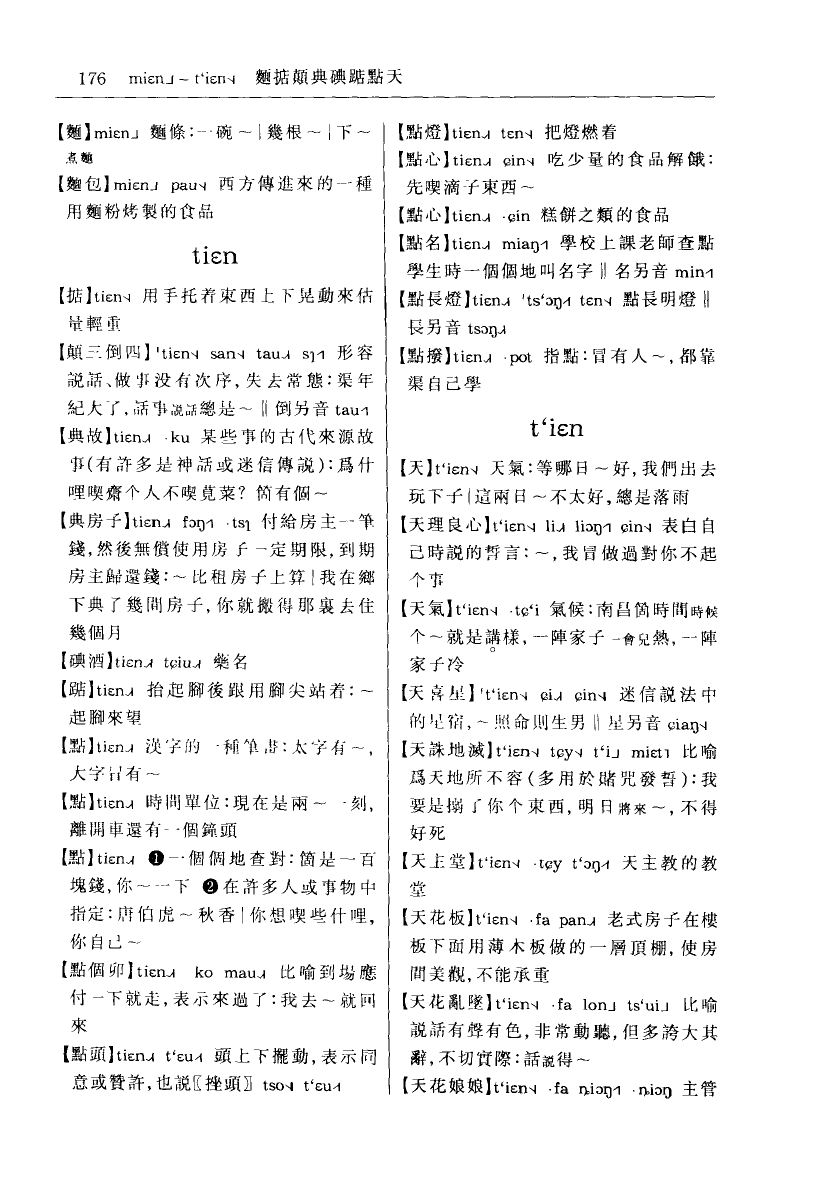 176 miɛn˩ ~ t‘iɛn˧ 麵掂顛典碘踮點天
【麵】miɛn˩ 麵條:一碗~|幾根~|下~
煮麵
【麵包】miɛn˩ pau˧ 西方傳進來的一種
用麵粉烤製的食品
tiɛn
【掂】tiɛn 用手托着東西上下晃動來估
量輕重
【顛三倒四】ˈtiɛn san tau sɿ 形容
説話、做事没有次序,失去常態:渠年
紀大了,話事説話總是~‖倒另音 tau
【典故】tiɛn ·ku 某些事的古代來源故
事(有許多是神話或迷信傳説):爲什
哩喫齋个人不喫莧菜? 箇有個~
【典房子】tiɛn fɔŋ ·tsɿ 付給房主一筆
錢,然後無償使用房子一定期限,到期
房主歸還錢:~比租房子上算|我在鄉
下典了幾間房子,你就搬得那裏去住
幾個月
【碘酒】tiɛn tɕiu 藥名
【踮】tiɛn 抬起腳後跟用腳尖站着:~
起腳來望
【點】tiɛn 漢字的一種筆畫:太字有~,
大字冇有~
【點】tiɛn 時間單位:現在是兩~一刻,
離開車還有一個鐘頭
【點】tiɛn ❶一個個地查對:箇是一百
塊錢,你~一下 ❷在許多人或事物中
指定:唐伯虎~秋香|你想喫些什哩,
你自己~
【點個卯】tiɛn ko mau 比喻到場應
付一下就走,表示來過了:我去~就回
來
【點頭】tiɛn t‘ɛu 頭上下擺動,表示同
意或贊許,也説〖挫頭〗tso t‘ɛu
【點燈】tiɛn tɛn 把燈燃着
【點心】tiɛn ɕin 吃少量的食品解餓:
先喫滴子東西~
【點心】tiɛn ·ɕin 糕餅之類的食品
【點名】tiɛn miaŋ 學校上課老師查點
學生時一個個地叫名字‖名另音 min
【點長燈】tiɛn ˈts‘ɔŋ tɛn 點長明燈‖
長另音 tsɔŋ
【點撥】tiɛn ·pot 指點:冒有人~,都靠
渠自己學
t‘iɛn
【天】t‘iɛn 天氣:等哪日~好,我們出去
玩下子|這兩日~不太好,總是落雨
【天理良心】t‘iɛn li liɔŋ ɕin 表白自
己時説的誓言:~,我冒做過對你不起
个事
【天氣】t‘iɛn ·tɕ‘i 氣候:南昌箇時間時候
个~就是講樣,一陣家子一會兒熱,一陣
家子冷
【天喜星】ˈt‘iɛn ɕi ɕin 迷信説法中
的星宿,~照命則生男‖星另音 ɕiaŋ
【天誅地滅】t‘iɛn tɕy t‘i miɛt 比喻
爲天地所不容(多用於賭咒發誓):我
要是搦了你个東西,明日將來~,不得
好死
【天主堂】t‘iɛn ·tɕy t‘ɔŋ 天主教的教
堂
【天花板】t‘iɛn ·fa pan 老式房子在樓
板下面用薄木板做的一層頂棚,使房
間美觀,不能承重
【天花亂墜】t‘iɛn ·fa lon˩ ts‘ui˩ 比喻
説話有聲有色,非常動聽,但多誇大其
辭,不切實際:話説得~
【天花娘娘】t‘iɛn ·fa ȵiɔŋ ·ȵiɔŋ 主管